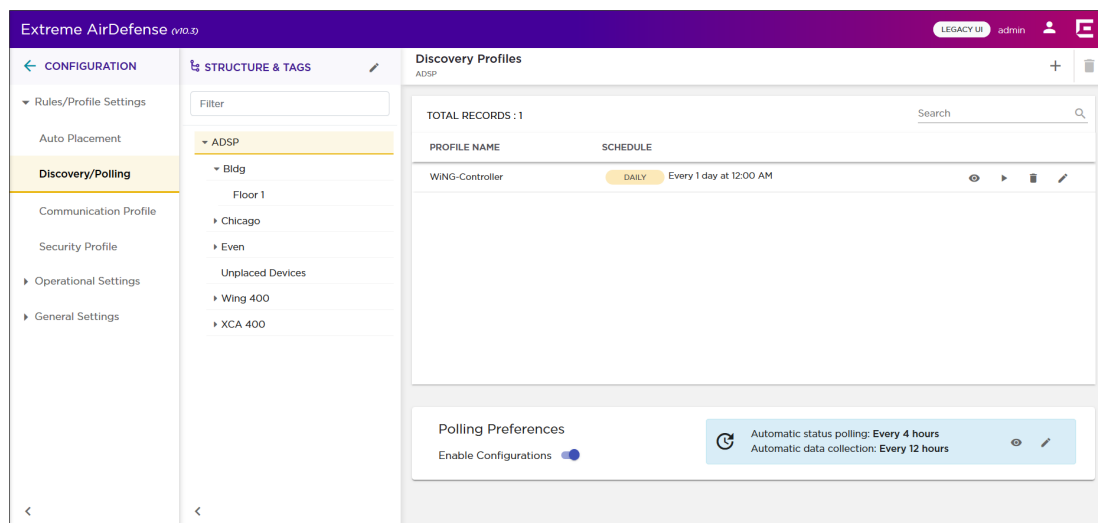 Extreme AirDefense (v10.3)
LEGACY UI admin
CONFIGURATION
Rules/Profile Settings
Auto Placement
Discovery/Polling
Communication Profile
Security Profile
Operational Settings
General Settings
STRUCTURE & TAGS
Filter
ADSP
Bldg
Floor 1
Chicago
Even
Unplaced Devices
Wing 400
XCA 400
Discovery Profiles
ADSP
TOTAL RECORDS : 1
Search
PROFILE NAME SCHEDULE
WiNG-Controller DAILY Every 1 day at 12:00 AM
Polling Preferences
Enable Configurations
Automatic status polling: Every 4 hours
Automatic data collection: Every 12 hours